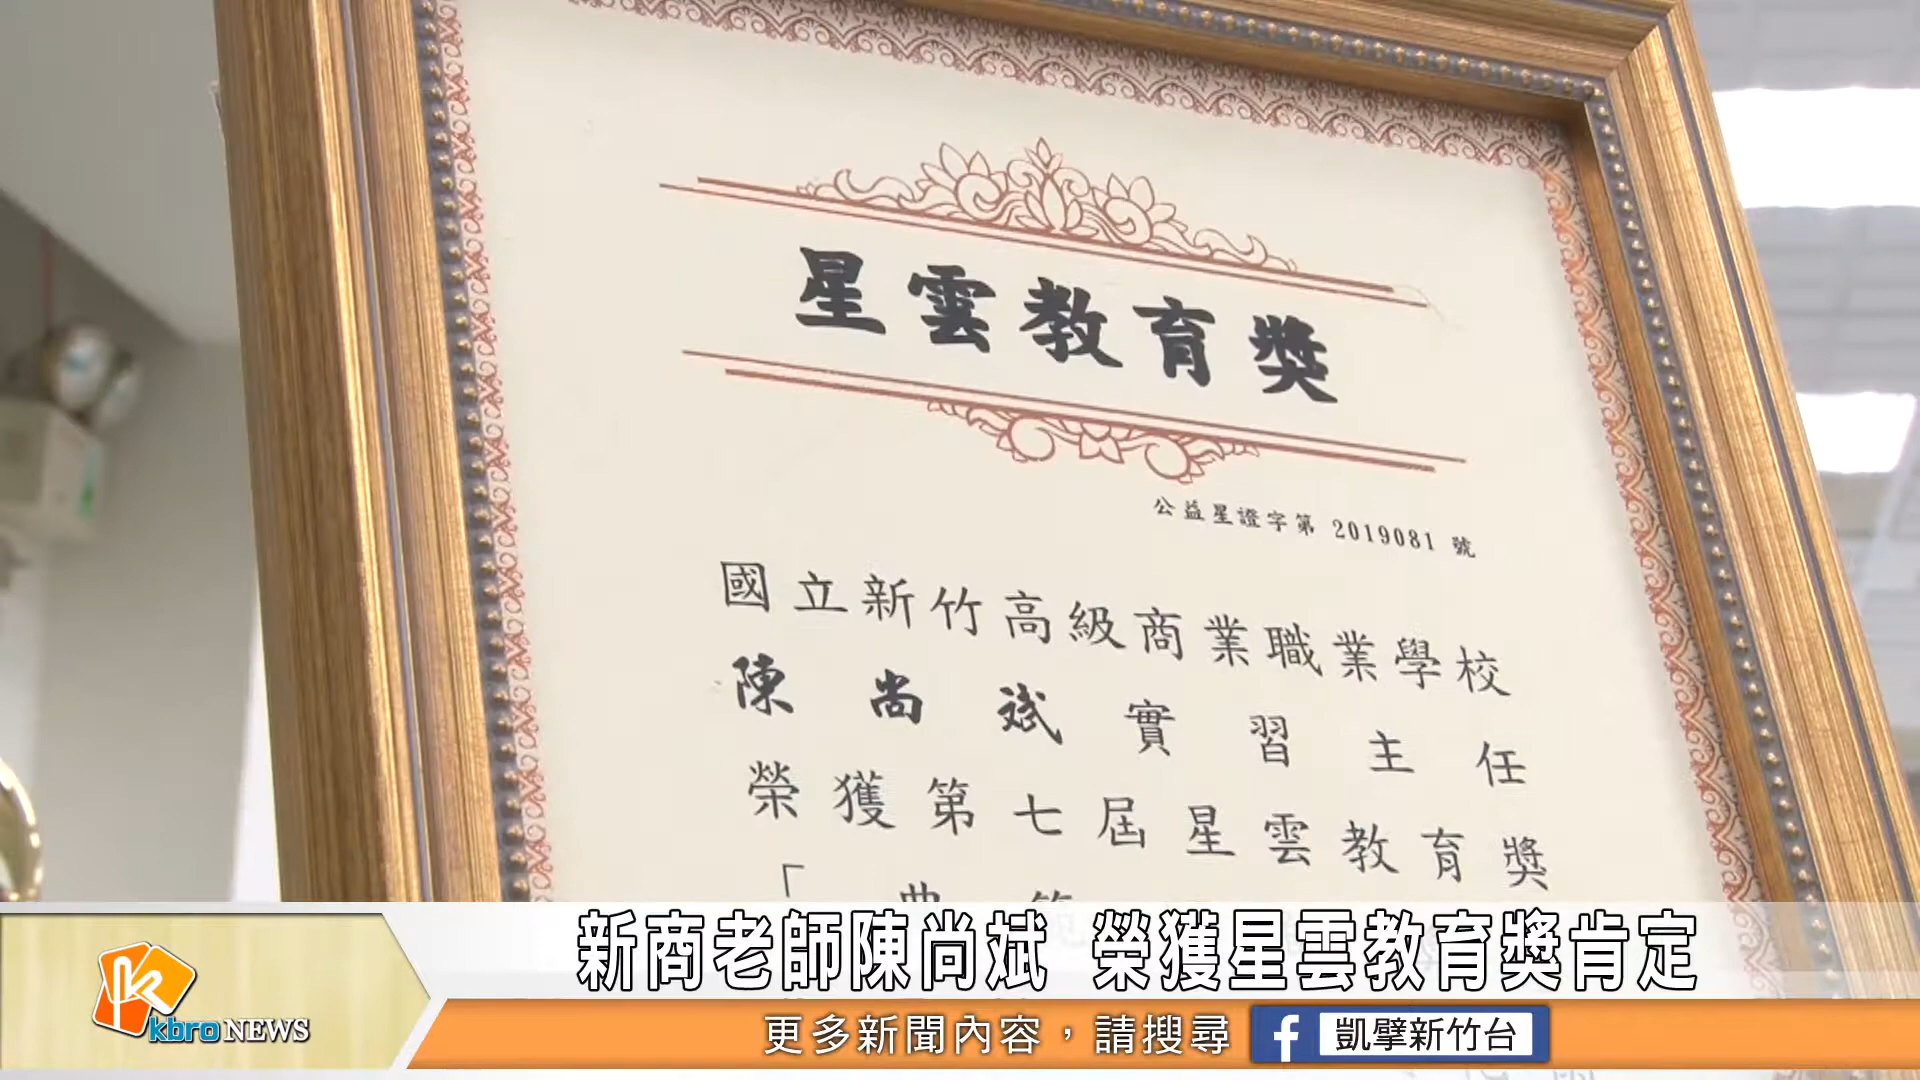 星雲教育獎
公益星證字第 2019081 號
國立新竹高級商業職業學校
陳尚斌實習主任
榮獲第七屆星雲教育獎
「典範
新商老師陳尚斌 榮獲星雲教育獎肯定
kbro NEWS
更多新聞內容，請搜尋 f 凱擘新竹台